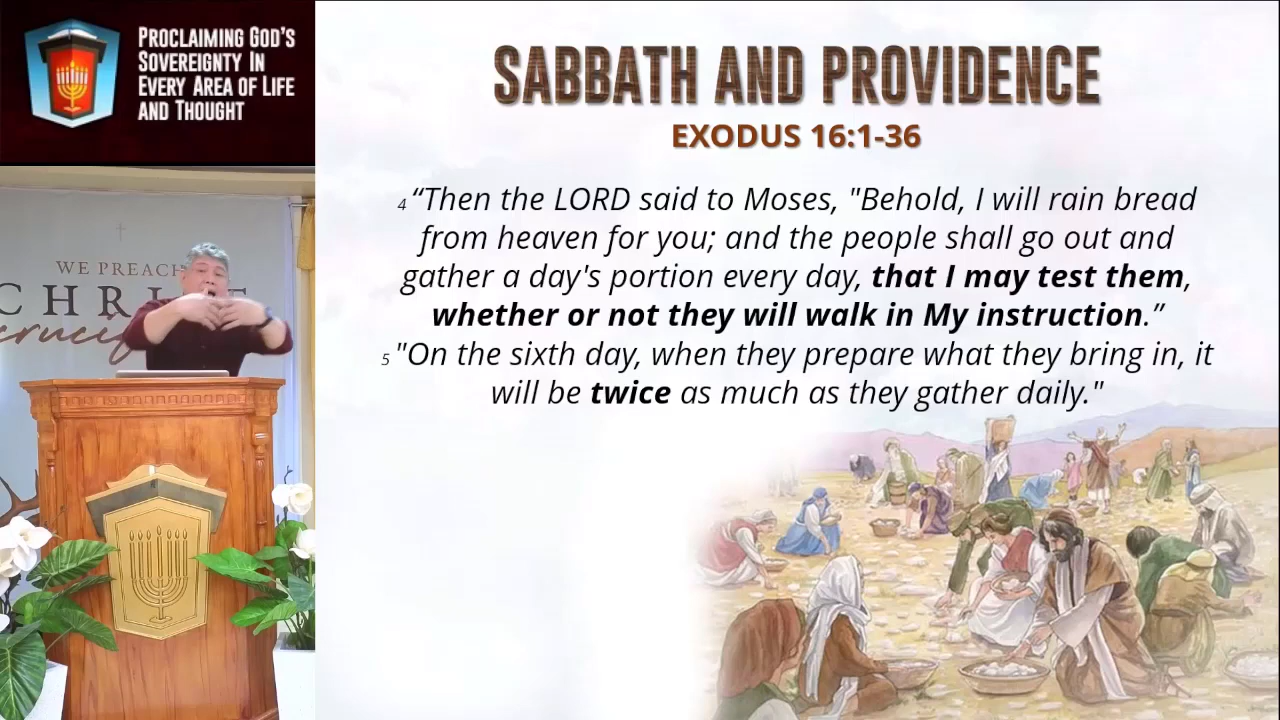 PROCLAIMING GOD'S
SOVEREIGNTY IN
EVERY AREA OF LIFE
AND THOUGHT
WE PREACH
CHRI
crucif
SABBATH AND PROVIDENCE
EXODUS 16:1-36
4 “Then the LORD said to Moses, "Behold, I will rain bread
from heaven for you; and the people shall go out and
gather a day's portion every day, that I may test them,
whether or not they will walk in My instruction.”
5 "On the sixth day, when they prepare what they bring in, it
will be twice as much as they gather daily."